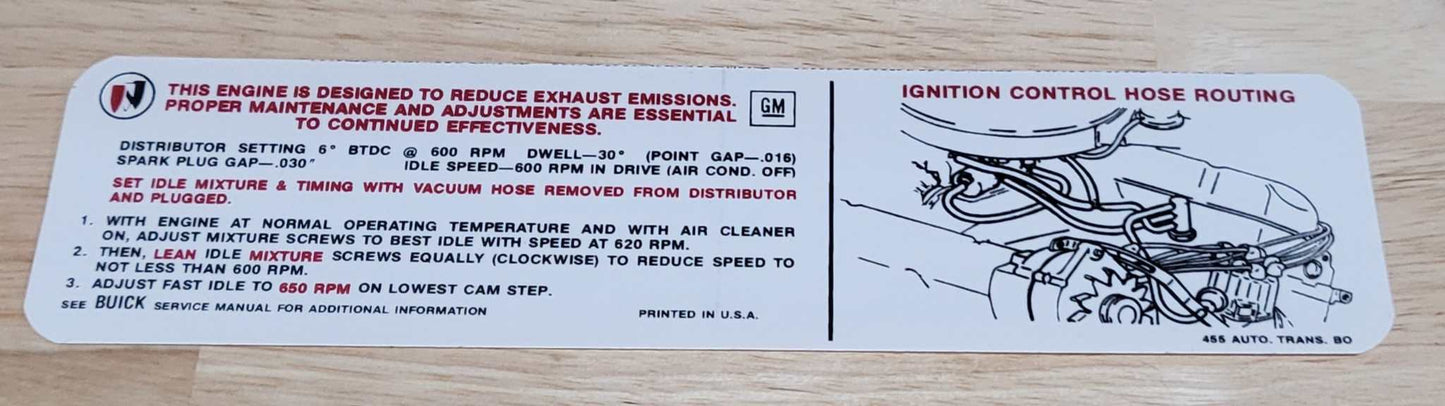 THIS ENGINE IS DESIGNED TO REDUCE EXHAUST EMISSIONS.
PROPER MAINTENANCE AND ADJUSTMENTS ARE ESSENTIAL
TO CONTINUED EFFECTIVENESS.
GM
DISTRIBUTOR SETTING 6° BTDC @ 600 RPM DWELL—30° (POINT GAP—.016)
SPARK PLUG GAP—.030" IDLE SPEED—600 RPM IN DRIVE (AIR COND. OFF)
SET IDLE MIXTURE & TIMING WITH VACUUM HOSE REMOVED FROM DISTRIBUTOR
AND PLUGGED.
1. WITH ENGINE AT NORMAL OPERATING TEMPERATURE AND WITH AIR CLEANER
ON, ADJUST MIXTURE SCREWS TO BEST IDLE WITH SPEED AT 620 RPM.
2. THEN, LEAN IDLE MIXTURE SCREWS EQUALLY (CLOCKWISE) TO REDUCE SPEED TO
NOT LESS THAN 600 RPM.
3. ADJUST FAST IDLE TO 650 RPM ON LOWEST CAM STEP.
SEE BUICK SERVICE MANUAL FOR ADDITIONAL INFORMATION
PRINTED IN U.S.A.
IGNITION CONTROL HOSE ROUTING
455 AUTO. TRANS. BO